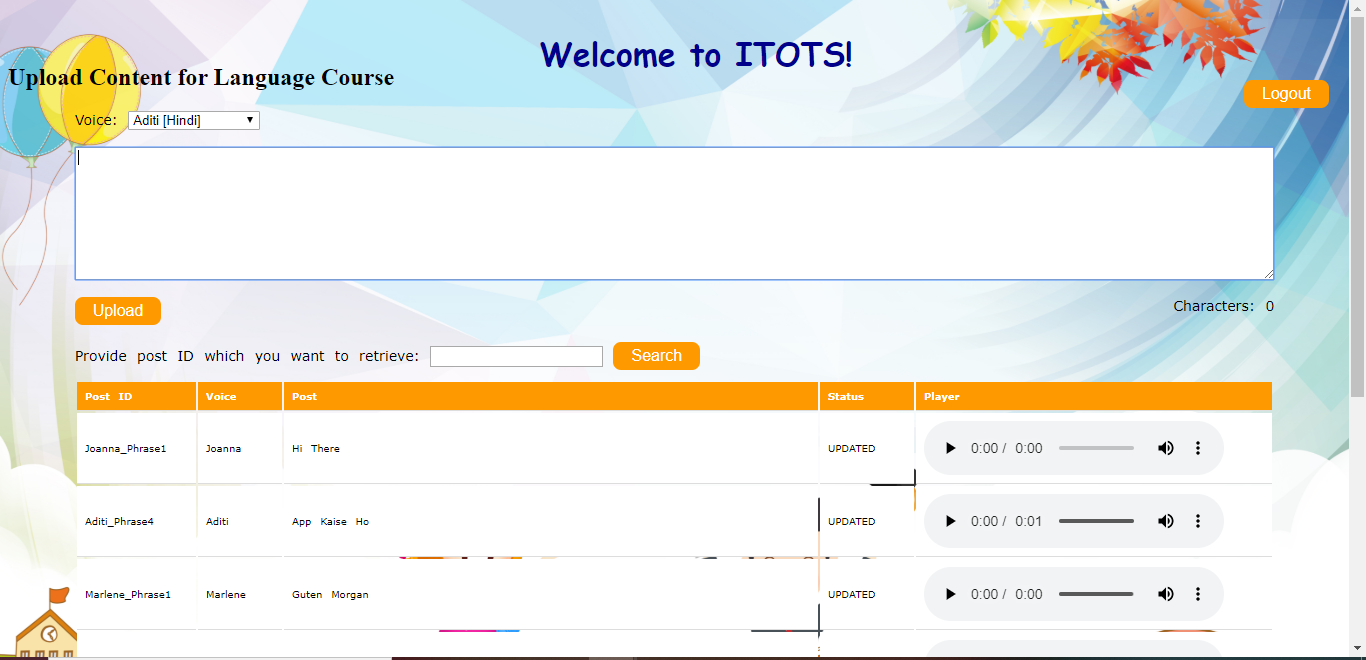 Welcome to ITOTS!
Upload Content for Language Course
Logout
Voice: Aditi [Hindi]
Upload
Characters: 0
Provide post ID which you want to retrieve: Search
Post ID Voice Post Status Player
Joanna_Phrase1 Joanna Hi There UPDATED 0:00 / 0:00
Aditi_Phrase4 Aditi App Kaise Ho UPDATED 0:00 / 0:01
Marlene_Phrase1 Marlene Guten Morgan UPDATED 0:00 / 0:00